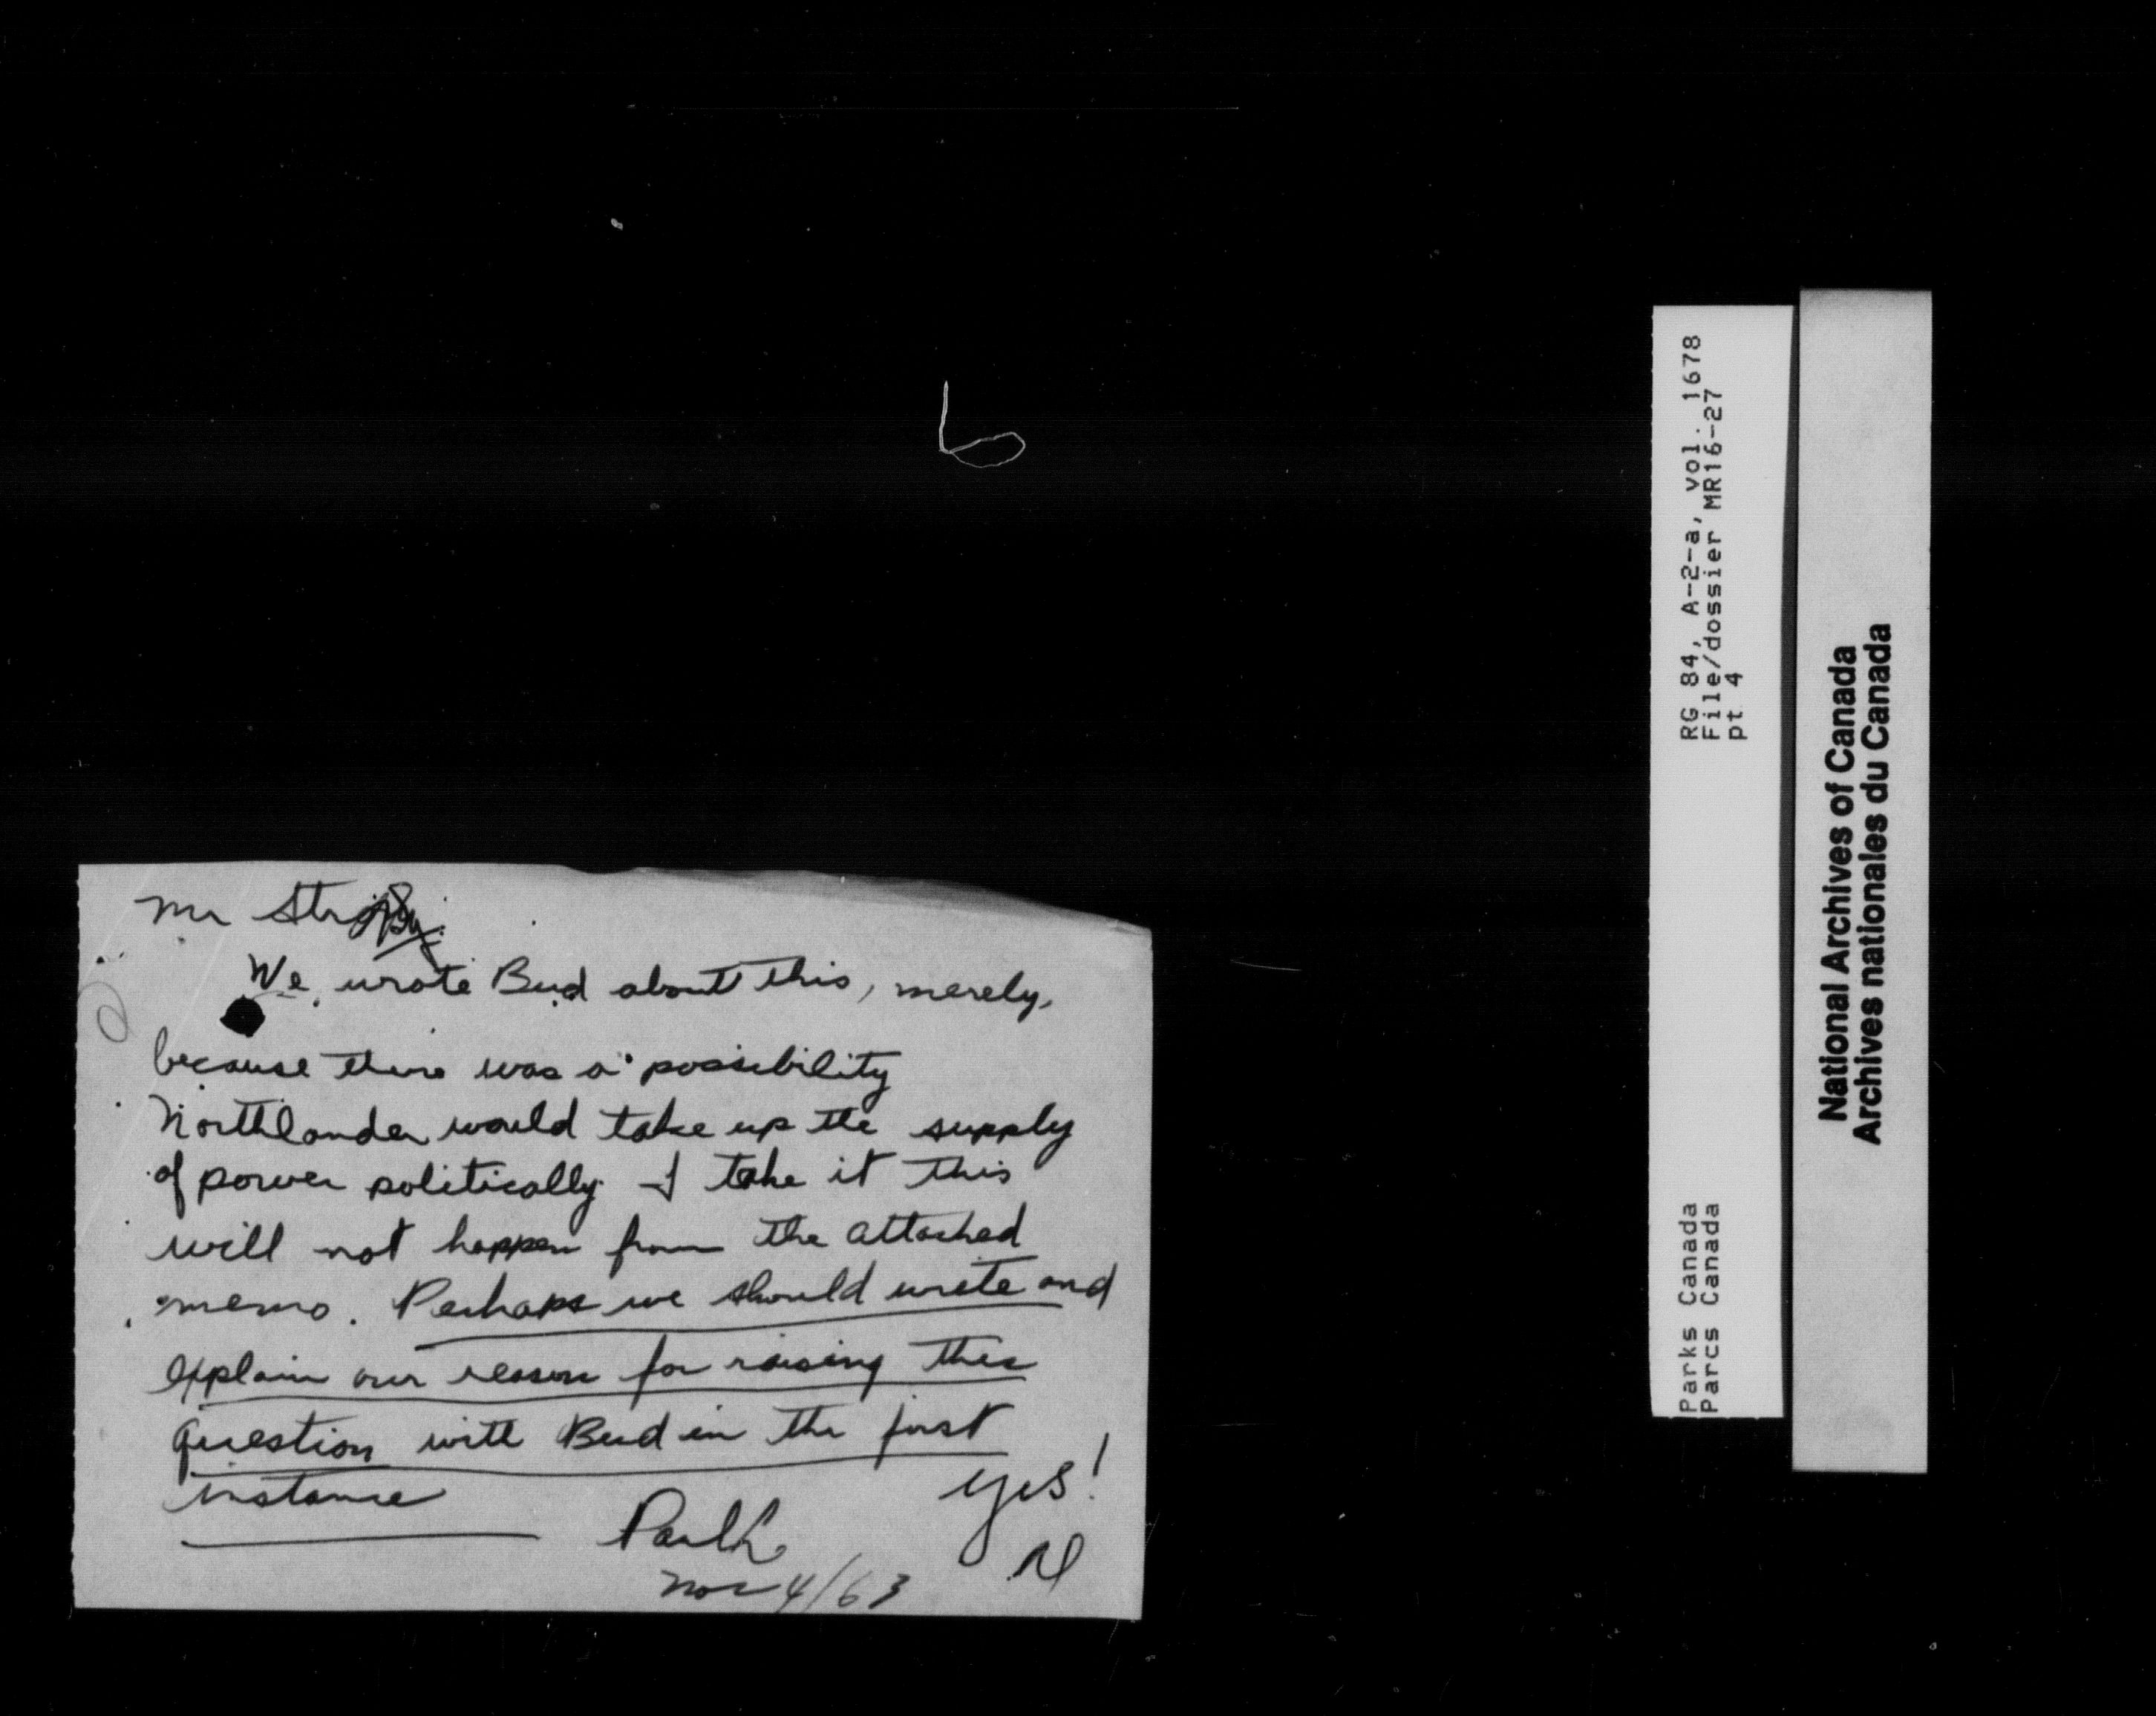 Mr
We wrote Bud about this, merely,
because there was a possibility
Northlander would take up the supply
of power politically. I take it this
will not happen from the attached
memo. Perhaps we should write and
explain our reason for raising this
question with Bud in the first
instance
yes!
Nov 4/63
RG 84, A-2-a, vol. 1678
File/dossier MR16-27
pt 4
Parks Canada
Parcs Canada
National Archives of Canada
Archives nationales du Canada